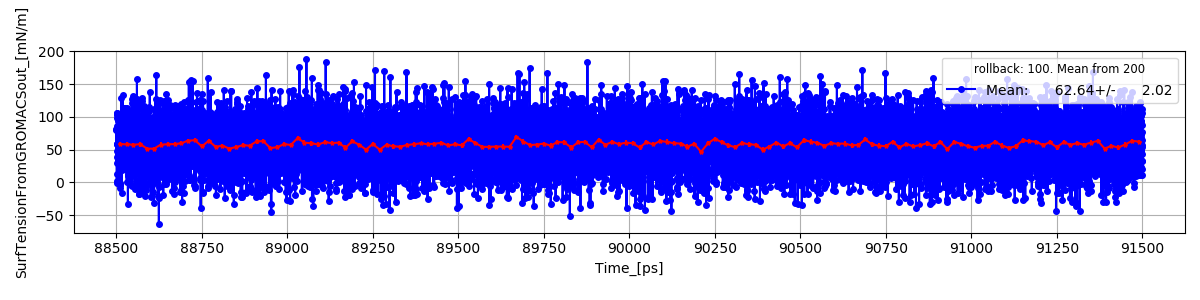 SurfTensionFromGROMACSout_[mN/m]
200
150
100
50
0
−50
rollback: 100. Mean from 200
Mean: 62.64+/- 2.02
88500 88750 89000 89250 89500 89750 90000 90250 90500 90750 91000 91250 91500
Time_[ps]